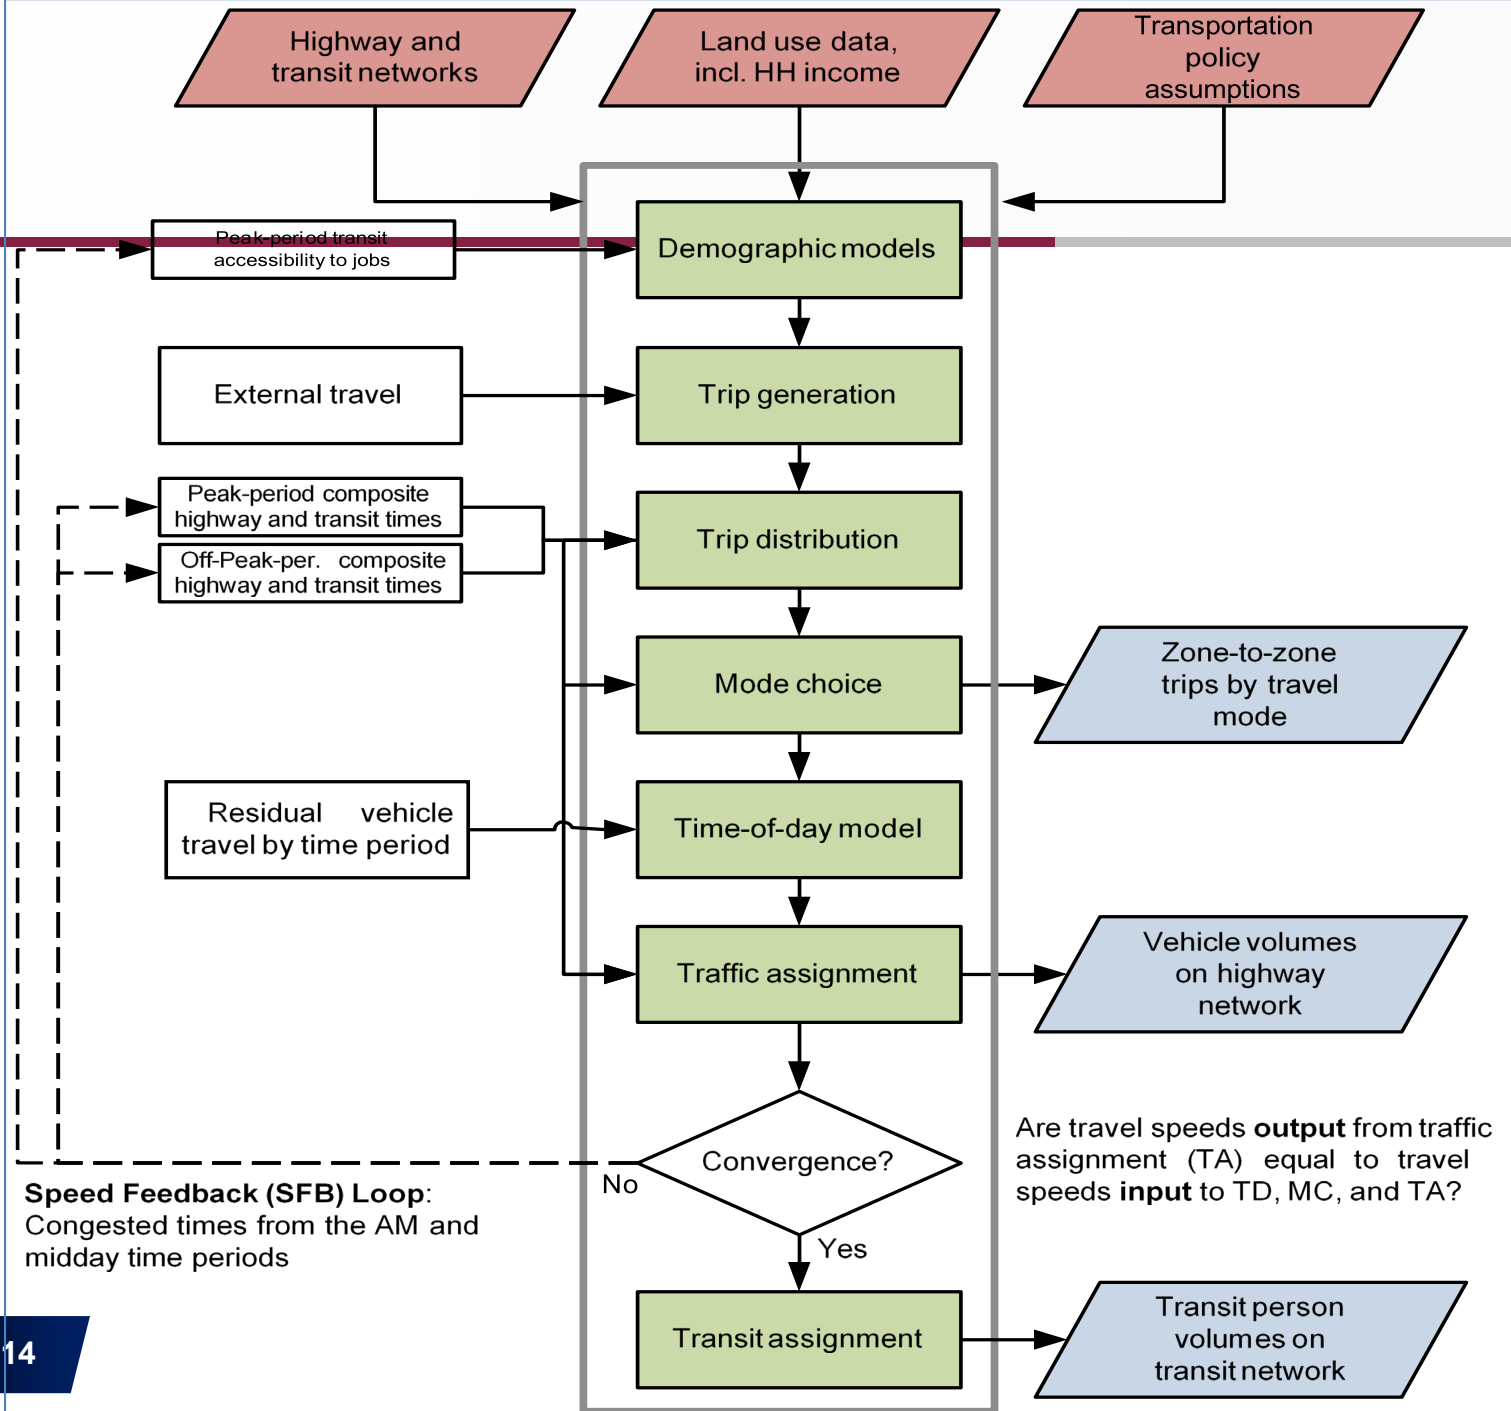 Highway and
transit networks
Land use data,
incl. HH income
Transportation
policy
assumptions
Peak-period transit
accessibility to jobs
Demographic models
External travel
Trip generation
Peak-period composite
highway and transit times
Off-Peak-per. composite
highway and transit times
Trip distribution
Mode choice
Zone-to-zone
trips by travel
mode
Residual vehicle
travel by time period
Time-of-day model
Traffic assignment
Vehicle volumes
on highway
network
Convergence?
No
Yes
Are travel speeds output from traffic
assignment (TA) equal to travel
speeds input to TD, MC, and TA?
Speed Feedback (SFB) Loop:
Congested times from the AM and
midday time periods
Transit assignment
Transit person
volumes on
transit network
14